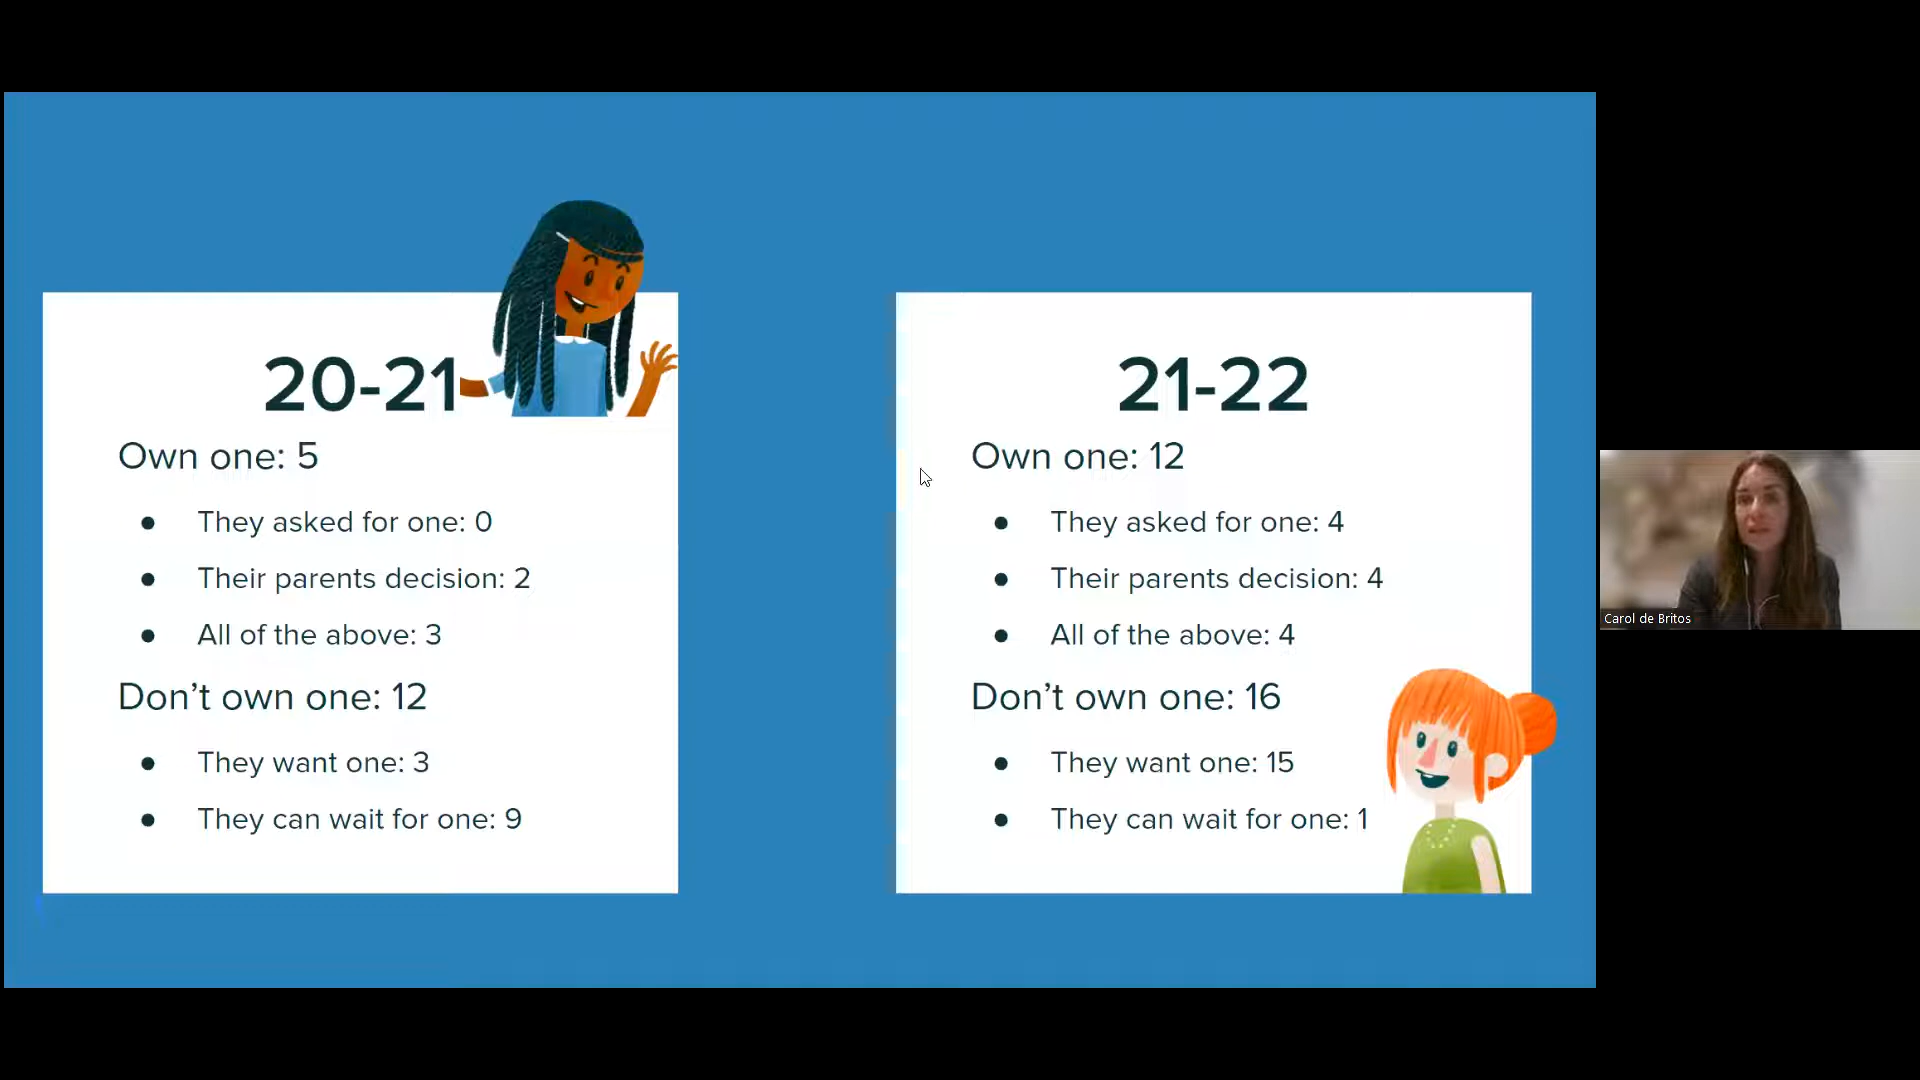 20-21
Own one: 5
● They asked for one: 0
● Their parents decision: 2
● All of the above: 3
Don’t own one: 12
● They want one: 3
● They can wait for one: 9
21-22
Own one: 12
● They asked for one: 4
● Their parents decision: 4
● All of the above: 4
Don’t own one: 16
● They want one: 15
● They can wait for one: 1
Carol de Britos